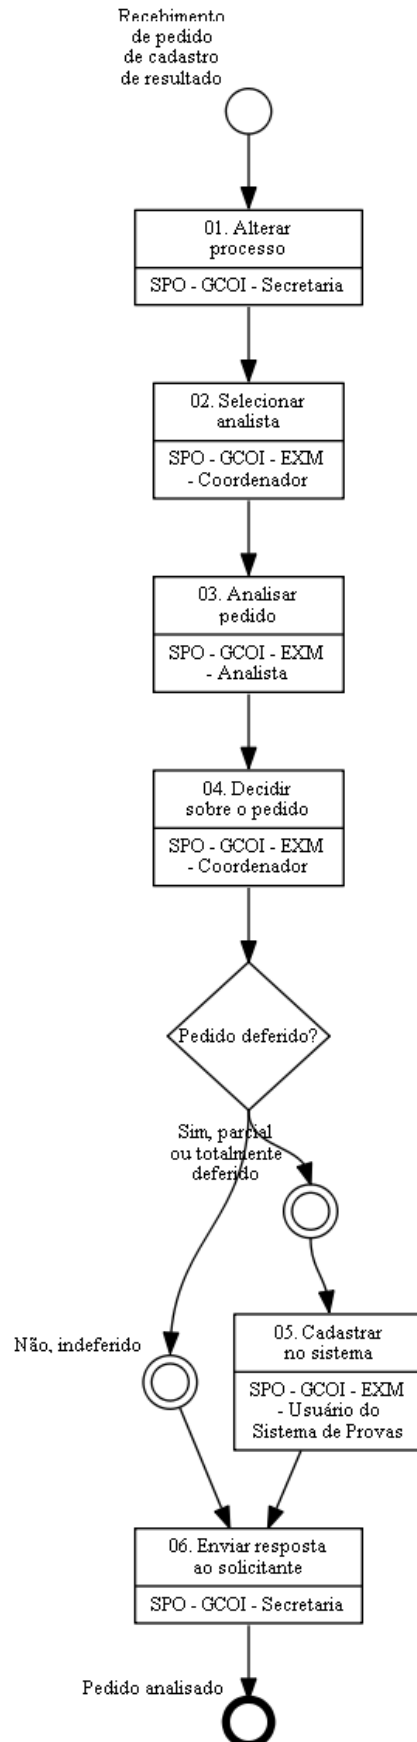 Recebimento
de pedido
de cadastro
de resultado
01. Alterar
processo
SPO - GCOI - Secretaria
02. Selecionar
analista
SPO - GCOI - EXM
- Coordenador
03. Analisar
pedido
SPO - GCOI - EXM
- Analista
04. Decidir
sobre o pedido
SPO - GCOI - EXM
- Coordenador
Pedido deferido?
Sim, parcial
ou totalmente
deferido
Não, indeferido
05. Cadastrar
no sistema
SPO - GCOI - EXM
- Usuário do
Sistema de Provas
06. Enviar resposta
ao solicitante
SPO - GCOI - Secretaria
Pedido analisado